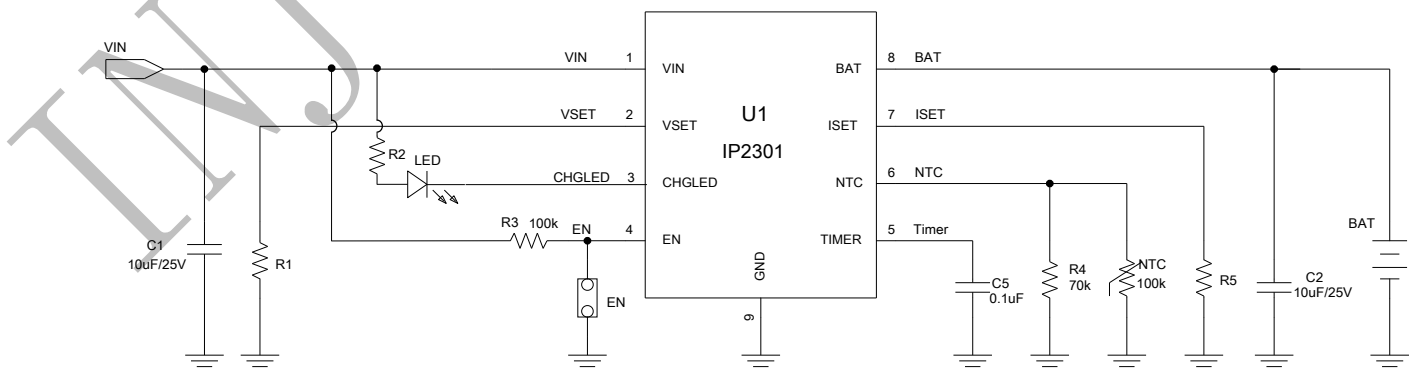 INJ
VIN
VIN 1 VIN
VSET 2 VSET
CHGLED 3 CHGLED
EN 4 EN
U1
IP2301
GND
9
BAT 8 BAT
ISET 7 ISET
NTC 6 NTC
TIMER 5 Timer
R2
LED
R3 100k
C1
10uF/25V
R1
EN
C5
0.1uF
R4
70k
NTC
100k
R5
C2
10uF/25V
BAT